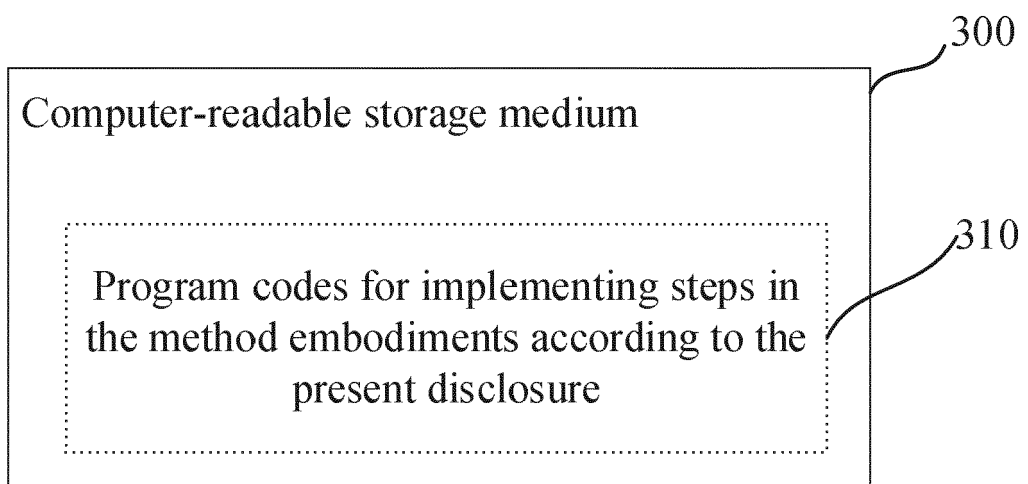 300
Computer-readable storage medium
310
Program codes for implementing steps in
the method embodiments according to the
present disclosure